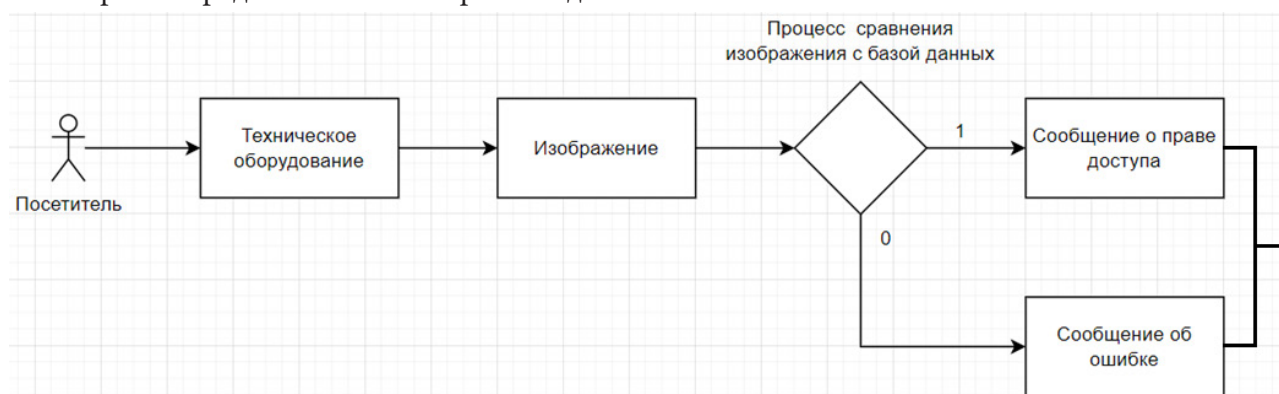 Процесс сравнения
изображения с базой данных
Посетитель
Техническое
оборудование
Изображение
1
Сообщение о праве
доступа
0
Сообщение об
ошибке